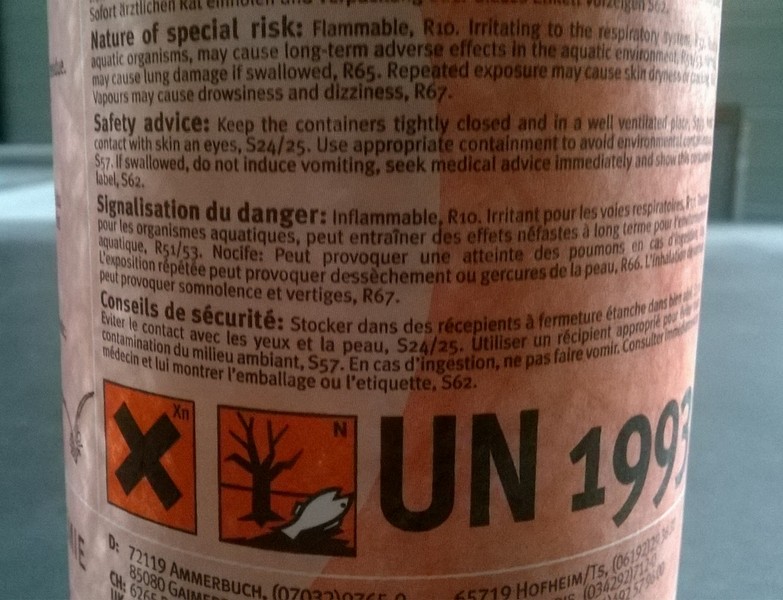 Sofort ärztlichen Rat einholen und
Nature of special risk: Flammable, R10. Irritating to the respiratory system,
aquatic organisms, may cause long-term adverse effects in the aquatic environment,
may cause lung damage if swallowed, R65. Repeated exposure may cause skin dryness or
Vapours may cause drowsiness and dizziness, R67.
Safety advice: Keep the containers tightly closed and in a well ventilated place,
contact with skin an eyes, S24/25. Use appropriate containment to avoid environmental
S57. If swallowed, do not induce vomiting, seek medical advice immediately and show this
label, S62.
Signalisation du danger: Inflammable, R10. Irritant pour les voies respiratoires,
pour les organismes aquatiques, peut entraîner des effets néfastes à long terme pour
aquatique, R51/53. Nocife: Peut provoquer une atteinte des poumons en cas
L'exposition répétée peut provoquer dessèchement ou gercures de la peau, R66. L'inhalation
peut provoquer somnolence et vertiges, R67.
Conseils de sécurité: Stocker dans des récepients à fermeture étanche dans
Eviter le contact avec les yeux et la peau, S24/25. Utiliser un récipient approprié pour
contamination du milieu ambiant, S57. En cas d'ingestion, ne pas faire vomir. Consulter
médecin et lui montrer l'emballage ou l'etiquette, S62.
Xn
N
UN 1993
D: 72119 AMMERBUCH, 65719 HOFHEIM/TS,
CH: 85080